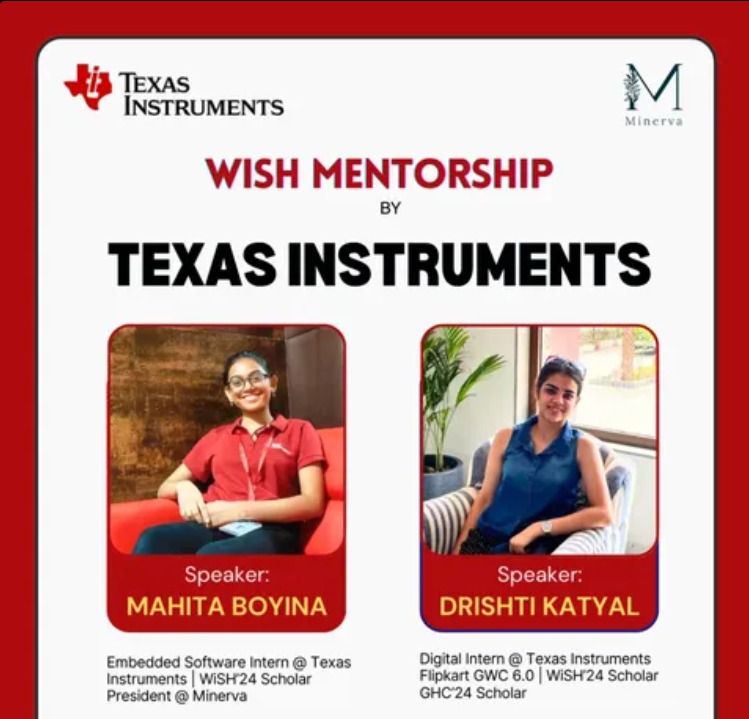 TEXAS
INSTRUMENTS
M
Minerva
WISH MENTORSHIP
BY
TEXAS INSTRUMENTS
Speaker:
MAHITA BOYINA
Embedded Software Intern @ Texas
Instruments | WiSH'24 Scholar
President @ Minerva
Speaker:
DRISHTI KATYAL
Digital Intern @ Texas Instruments
Flipkart GWC 6.0 | WiSH'24 Scholar
GHC'24 Scholar